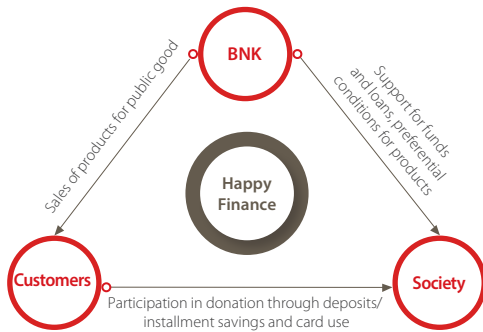 BNK
Sales of products for public good
Support for funds
and loans, preferential
conditions for products
Happy
Finance
Customers
Society
Participation in donation through deposits/
installment savings and card use